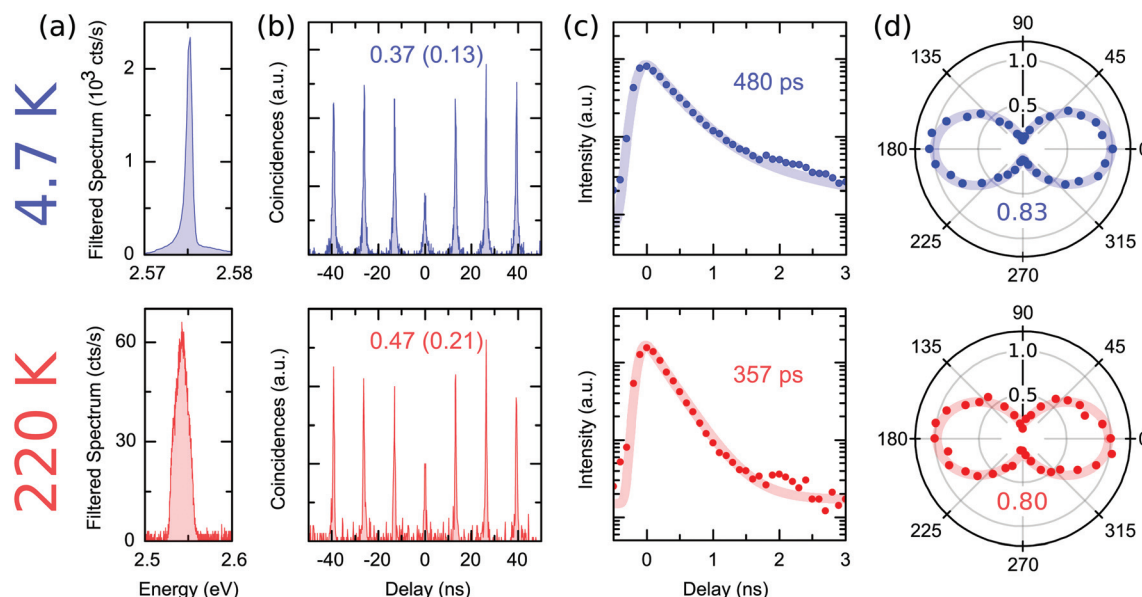 (a) (b) (c) (d)
4.7 K
Filtered Spectrum (10³ cts/s)
2
1
0
2.57 2.58
Coincidences (a.u.)
0.37 (0.13)
-40 -20 0 20 40
Intensity (a.u.)
480 ps
0 1 2 3
90
135 45
1.0
0.5
180 0
0.83
225 315
270
220 K
Filtered Spectrum (cts/s)
60
30
0
2.5 2.6
Energy (eV)
Coincidences (a.u.)
0.47 (0.21)
-40 -20 0 20 40
Delay (ns)
Intensity (a.u.)
357 ps
0 1 2 3
Delay (ns)
90
135 45
1.0
0.5
180 0
0.80
225 315
270